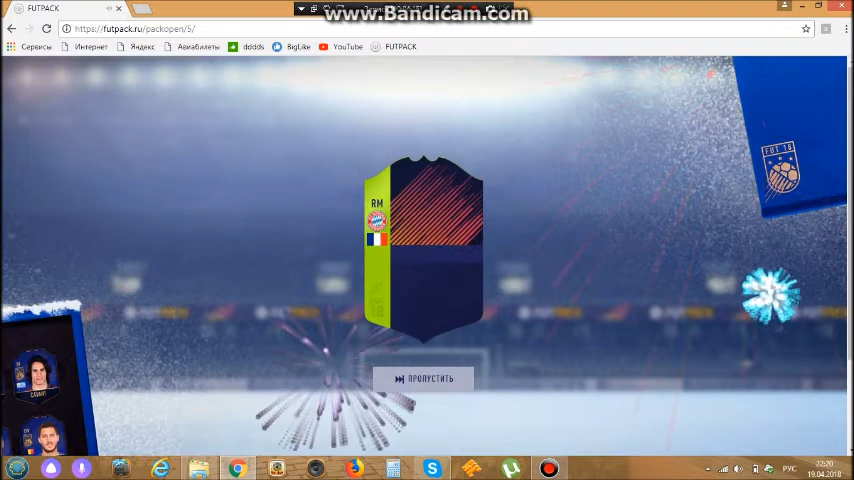 www.Bandicam.com
FUTPACK
https://futpack.ru/packopen/5/
Сервисы
Интернет
Яндекс
Авиабилеты
dddds
BigLike
YouTube
FUTPACK
FUT 18
RM
ПРОПУСТИТЬ
CAVANI
РУС
22:20
19.04.2018